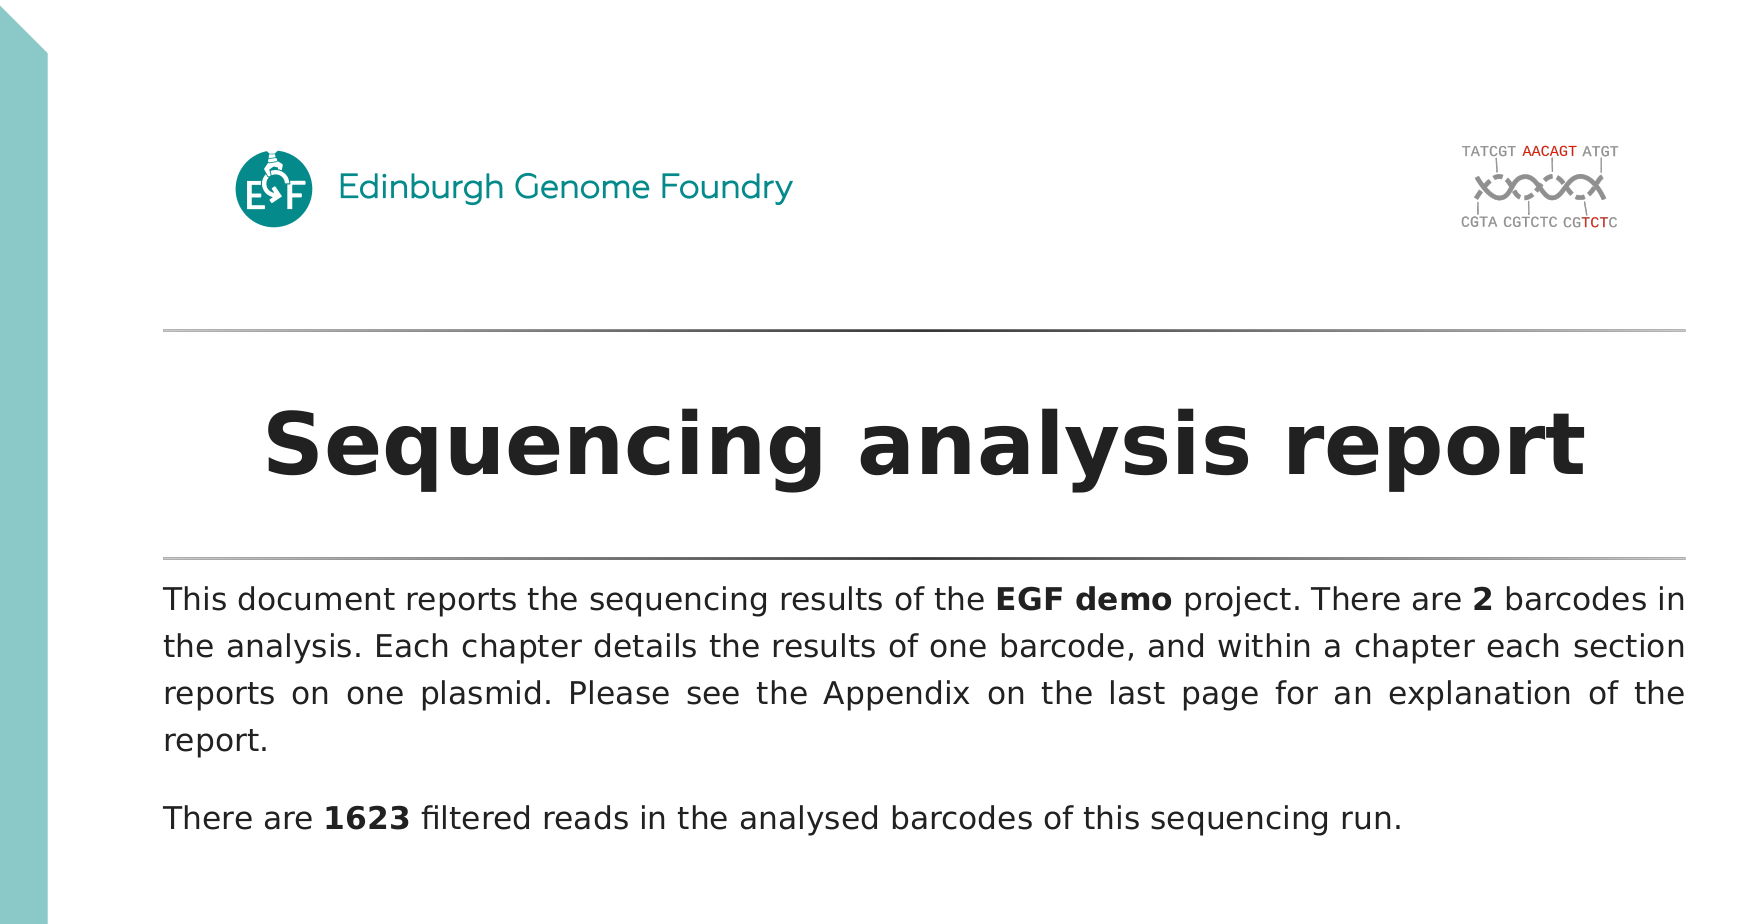 EGF Edinburgh Genome Foundry
TATCGT AACAGT ATGT
CGTA CGTCTC CGTCTC
Sequencing analysis report
This document reports the sequencing results of the EGF demo project. There are 2 barcodes in
the analysis. Each chapter details the results of one barcode, and within a chapter each section
reports on one plasmid. Please see the Appendix on the last page for an explanation of the
report.
There are 1623 filtered reads in the analysed barcodes of this sequencing run.